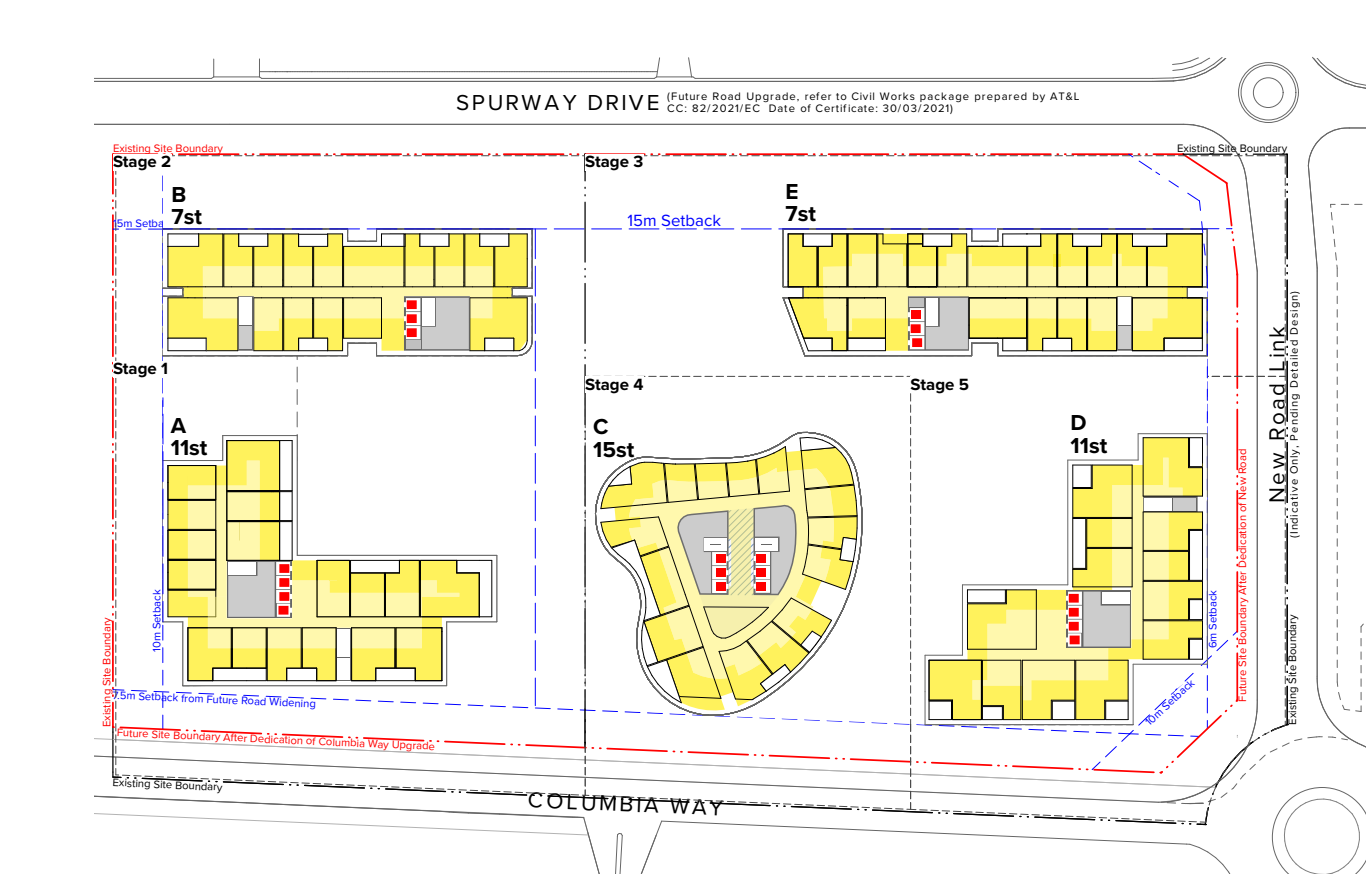 SPURWAY DRIVE
(Future Road Upgrade, refer to Civil Works package prepared by AT&L
CC: 82/2021/EC Date of Certificate: 30/03/2021)
Existing Site Boundary
Existing Site Boundary
Stage 2
Stage 3
B
7st
E
7st
15m Setba
15m Setback
Stage 1
Stage 4
Stage 5
A
11st
C
15st
D
11st
New Road Link
(Indicative Only, Pending Detailed Design)
Future Site Boundary After Dedication of New Road
10m Setback
6m Setback
Existing Site Boundary
Existing Site Boundary
7.5m Setback from Future Road Widening
10m Setback
Future Site Boundary After Dedication of Columbia Way Upgrade
Existing Site Boundary
COLUMBIA WAY